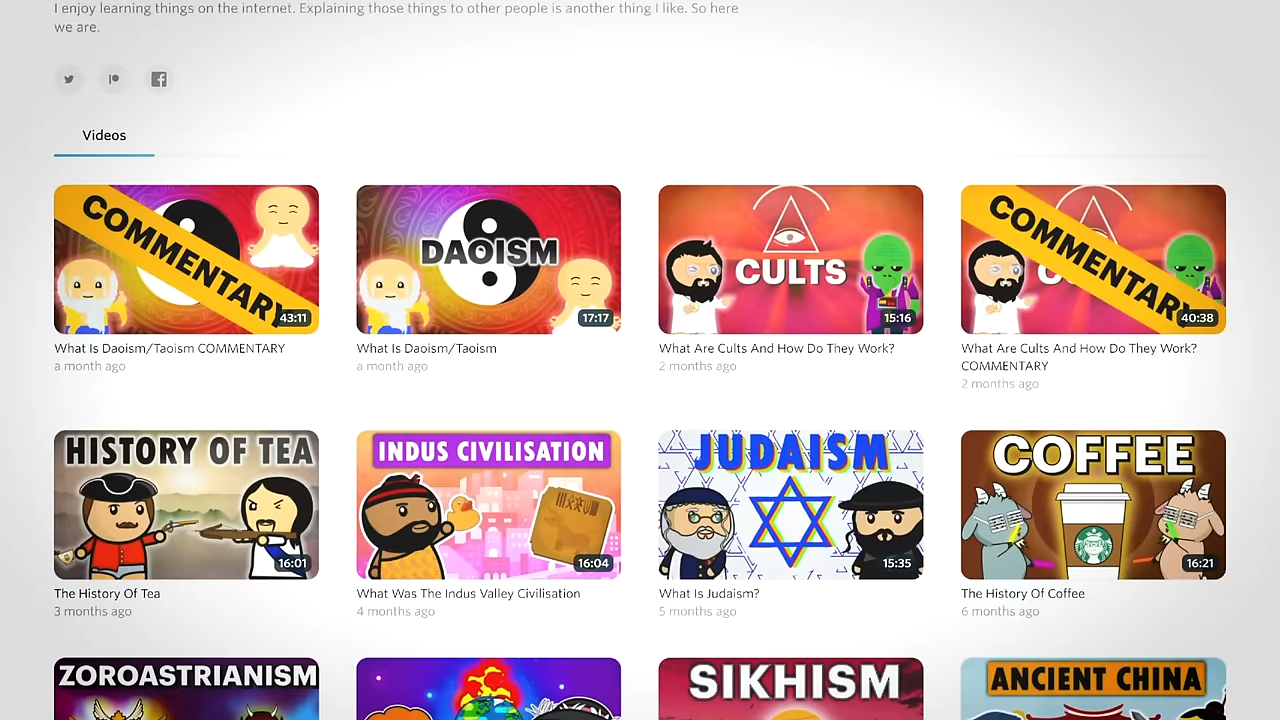 I enjoy learning things on the internet. Explaining those things to other people is another thing I like. So here
we are.
Videos
COMMENTARY
43:11
DAOISM
17:17
CULTS
15:16
COMMENTARY
40:38
What Is Daoism/Taoism COMMENTARY
a month ago
What Is Daoism/Taoism
a month ago
What Are Cults And How Do They Work?
2 months ago
What Are Cults And How Do They Work?
COMMENTARY
2 months ago
HISTORY OF TEA
16:01
INDUS CIVILISATION
16:04
JUDAISM
15:35
COFFEE
16:21
The History Of Tea
3 months ago
What Was The Indus Valley Civilisation
4 months ago
What Is Judaism?
5 months ago
The History Of Coffee
6 months ago
ZOROASTRIANISM
SIKHISM
ANCIENT CHINA